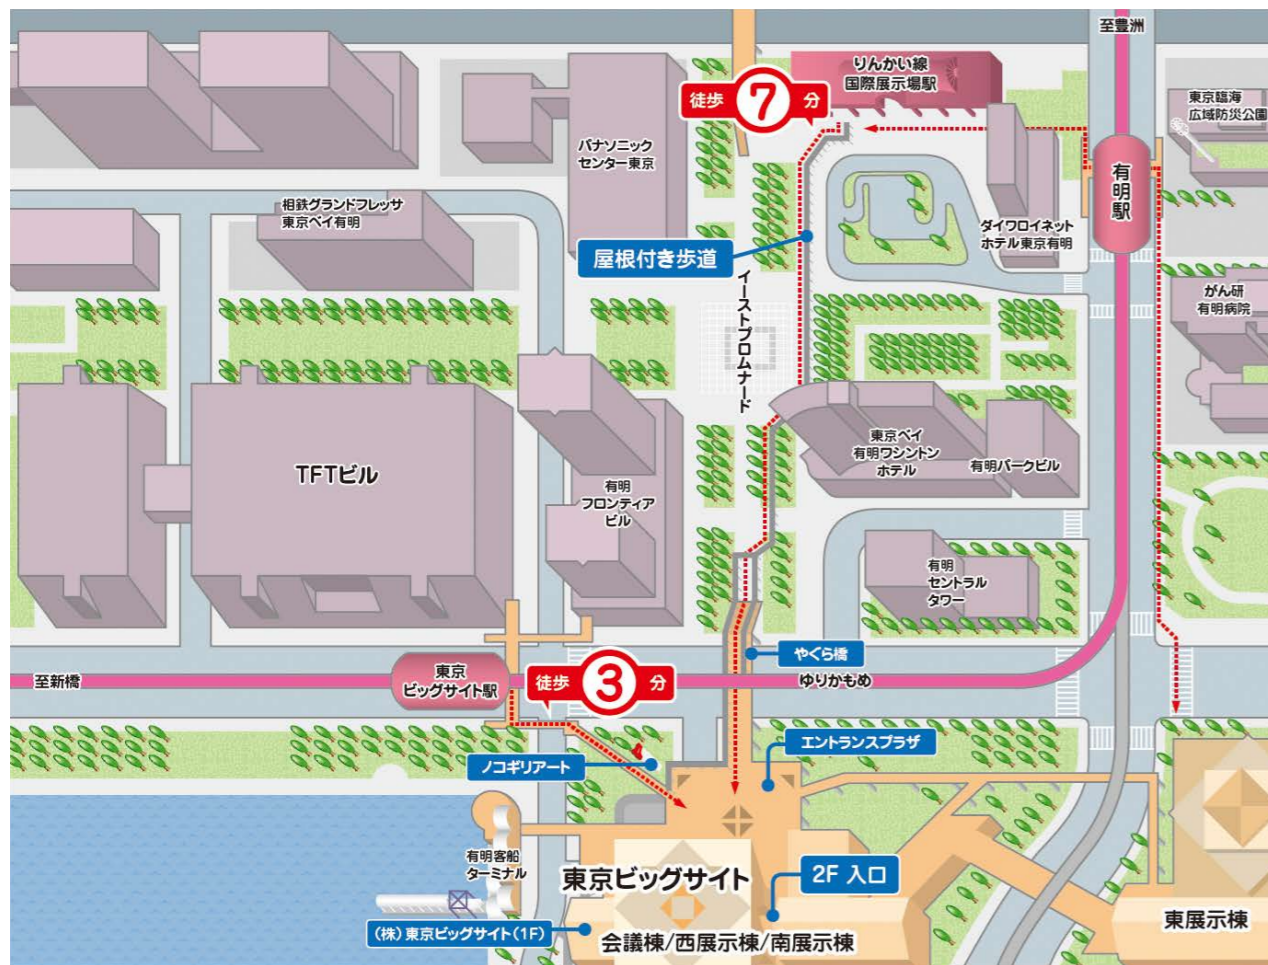 至豊洲
りんかい線
国際展示場駅
徒歩 7 分
東京臨海
広域防災公園
パナソニック
センター東京
有明駅
相鉄グランドフレッサ
東京ベイ有明
ダイワロイネット
ホテル東京有明
屋根付き歩道
イーストプロムナード
がん研
有明病院
東京ベイ
有明ワシントン
ホテル
有明パークビル
TFTビル
有明
フロンティア
ビル
有明
セントラル
タワー
やぐら橋
至新橋
東京
ビッグサイト駅
徒歩 3 分
ゆりかもめ
エントランスプラザ
ノコギリアート
有明客船
ターミナル
東京ビッグサイト
2F 入口
(株)東京ビッグサイト(1F)
会議棟/西展示棟/南展示棟
東展示棟